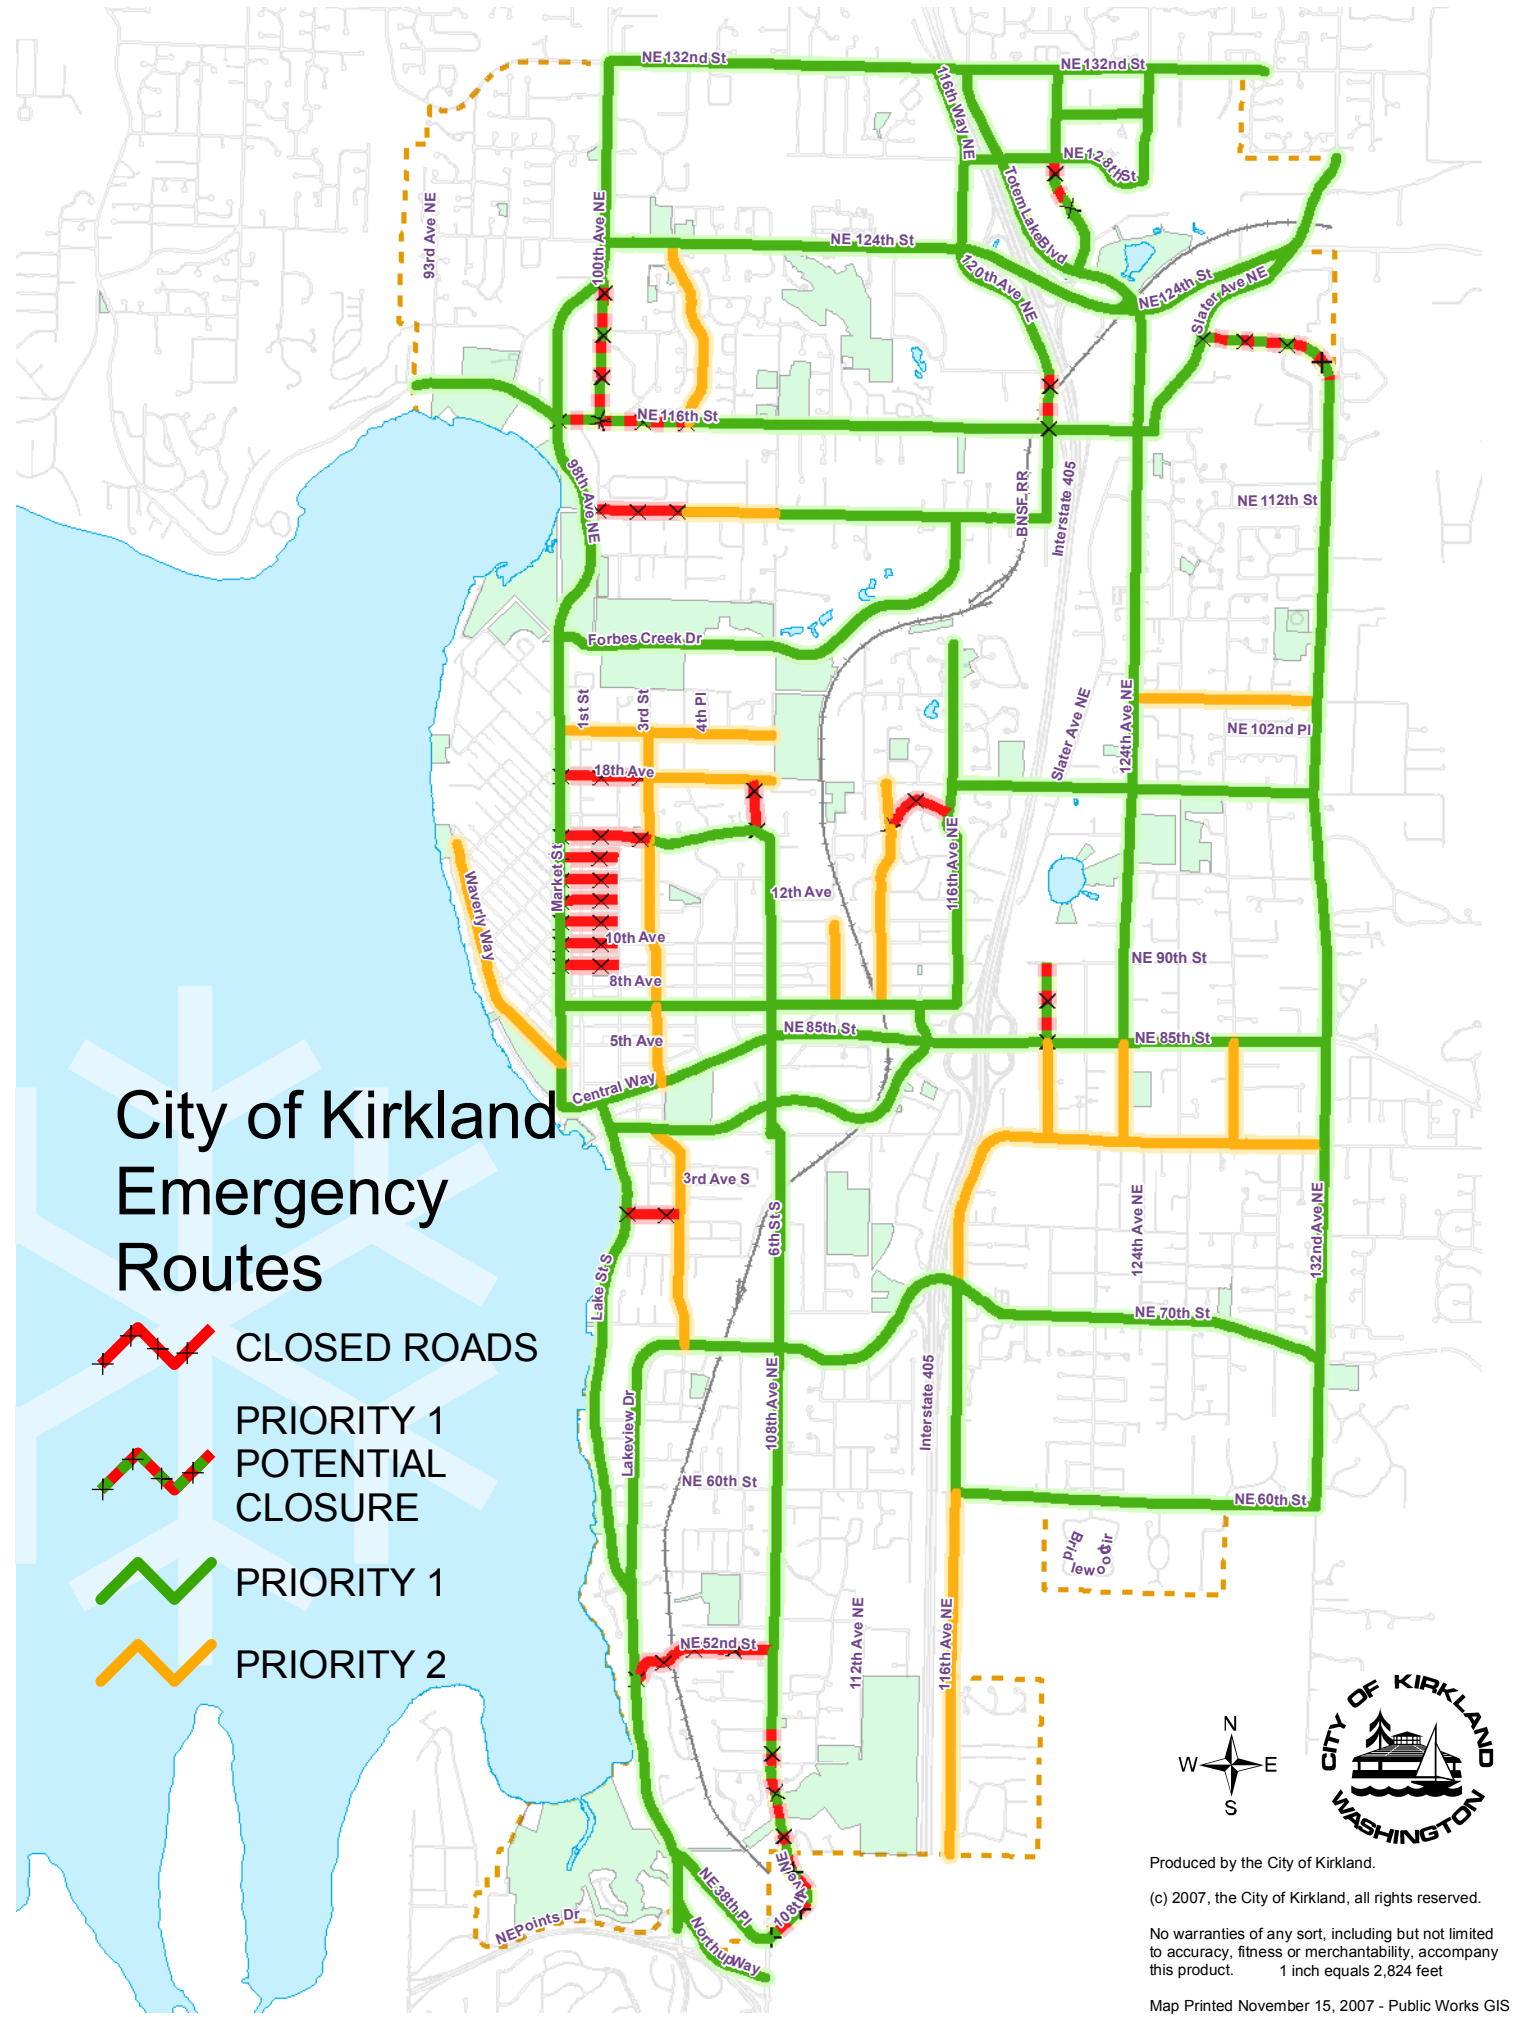 NE 132nd St
NE 132nd St
116th Way NE
NE 128th St
Totem Lake Blvd
93rd Ave NE
100th Ave NE
NE 124th St
120th Ave NE
NE 124th St
Slater Ave NE
NE 116th St
98th Ave NE
BNSF RR
Interstate 405
NE 112th St
Forbes Creek Dr
1st St
3rd St
4th Pl
Slater Ave NE
124th Ave NE
NE 102nd Pl
18th Ave
Market St
Waverly Way
12th Ave
116th Ave NE
10th Ave
NE 90th St
8th Ave
5th Ave
NE 85th St
NE 85th St
Central Way
City of Kirkland
Emergency
Routes
3rd Ave S
6th St S
124th Ave NE
132nd Ave NE
Lake St S
NE 70th St
CLOSED ROADS
PRIORITY 1
POTENTIAL
CLOSURE
PRIORITY 1
PRIORITY 2
Lakeview Dr
108th Ave NE
Interstate 405
NE 60th St
NE 60th St
Bridlewood Cir
112th Ave NE
116th Ave NE
NE 52nd St
108th Ave NE
NE 38th Pl
NE Points Dr
Northup Way
N
W E
S
CITY OF KIRKLAND
WASHINGTON
Produced by the City of Kirkland.
(c) 2007, the City of Kirkland, all rights reserved.
No warranties of any sort, including but not limited
to accuracy, fitness or merchantability, accompany
this product. 1 inch equals 2,824 feet
Map Printed November 15, 2007 - Public Works GIS